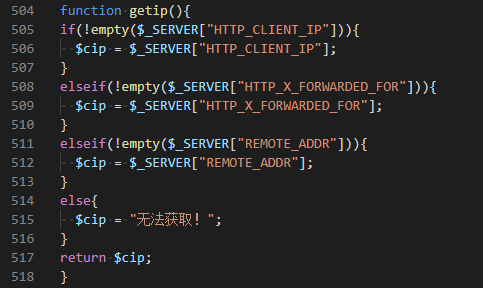 504 function getip(){
505 if(!empty($_SERVER["HTTP_CLIENT_IP"])){
506   $cip = $_SERVER["HTTP_CLIENT_IP"];
507 }
508 elseif(!empty($_SERVER["HTTP_X_FORWARDED_FOR"])){
509   $cip = $_SERVER["HTTP_X_FORWARDED_FOR"];
510 }
511 elseif(!empty($_SERVER["REMOTE_ADDR"])){
512   $cip = $_SERVER["REMOTE_ADDR"];
513 }
514 else{
515   $cip = "无法获取！";
516 }
517 return $cip;
518 }